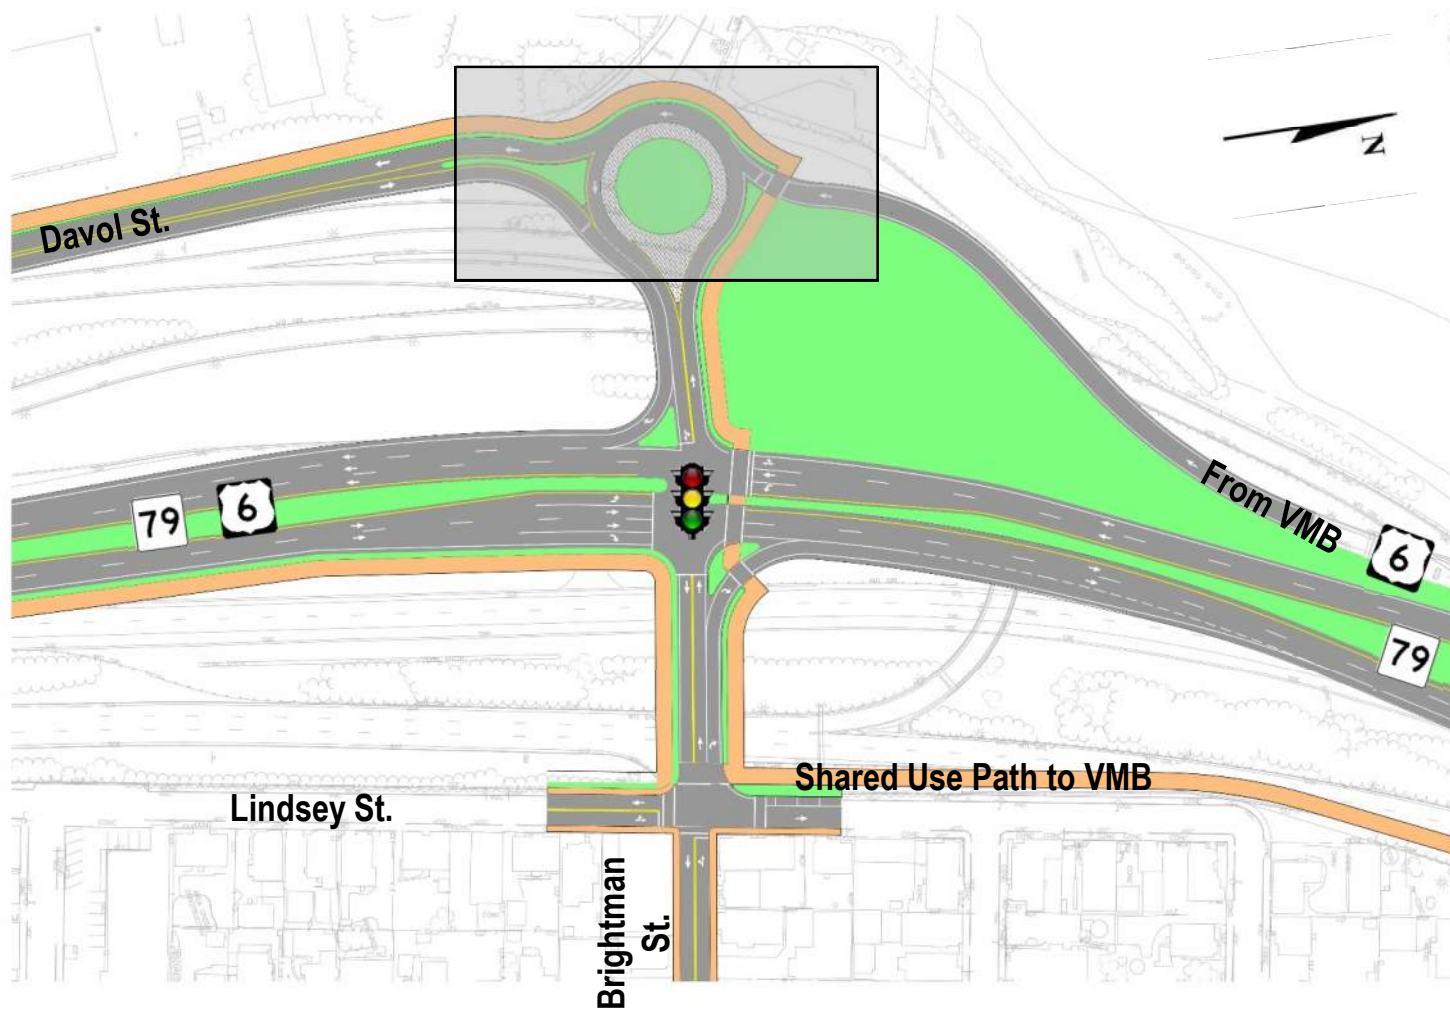 N
Davol St.
79
6
From VMB
6
79
Shared Use Path to VMB
Lindsey St.
Brightman
St.